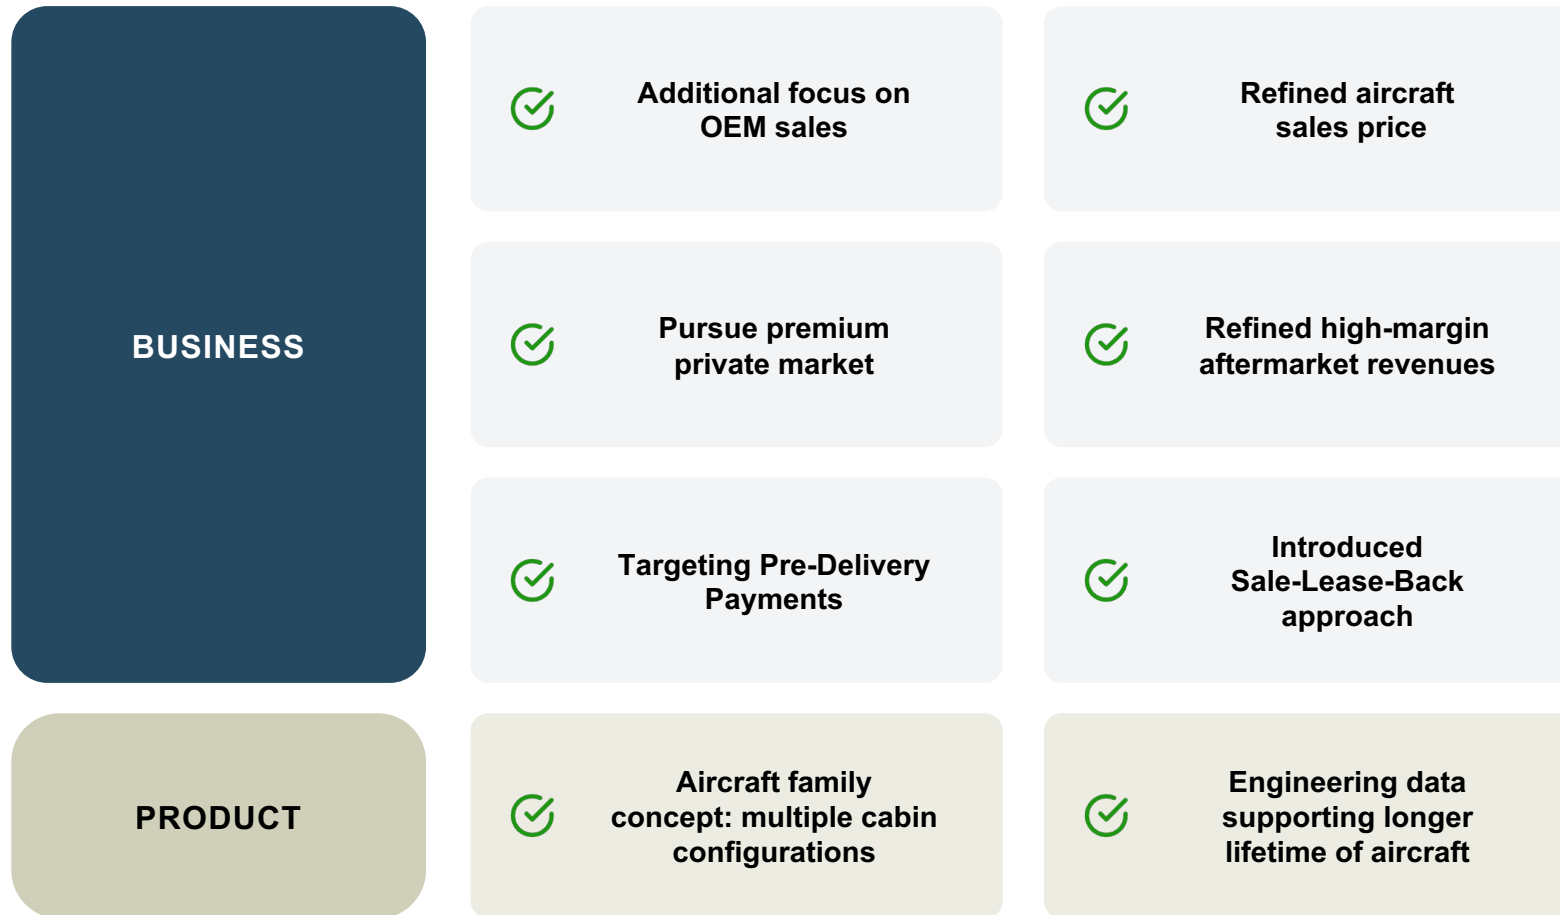 BUSINESS
Additional focus on
OEM sales
Refined aircraft
sales price
Pursue premium
private market
Refined high-margin
aftermarket revenues
Targeting Pre-Delivery
Payments
Introduced
Sale-Lease-Back
approach
PRODUCT
Aircraft family
concept: multiple cabin
configurations
Engineering data
supporting longer
lifetime of aircraft